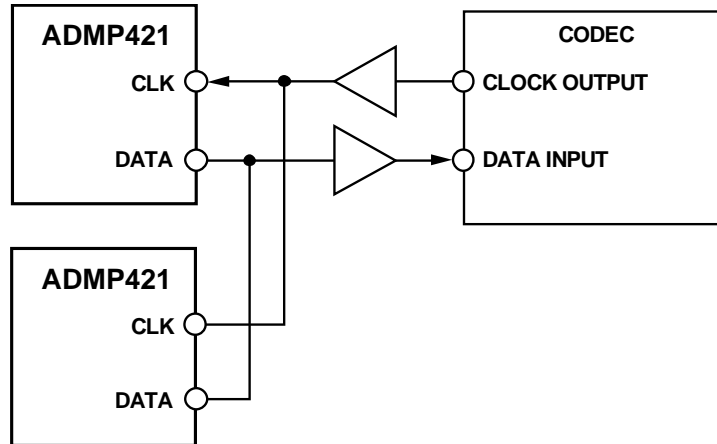 ADMP421
CLK
DATA
CODEC
CLOCK OUTPUT
DATA INPUT
ADMP421
CLK
DATA